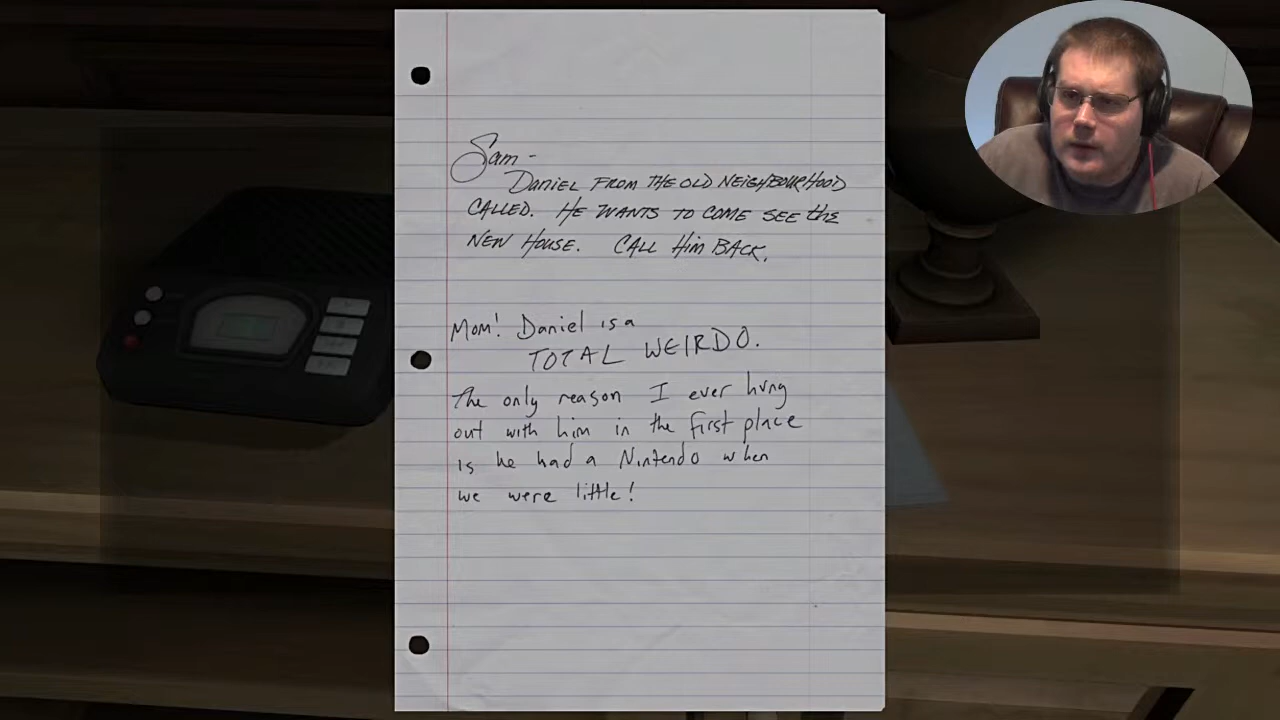 Sam-
DANIEL FROM THE OLD NEIGHBOURHOOD
CALLED. HE WANTS TO COME SEE the
NEW HOUSE. CALL HIM BACK.
Mom! Daniel is a
TOTAL WEIRDO.
The only reason I ever hung
out with him in the first place
is he had a Nintendo when
we were little!